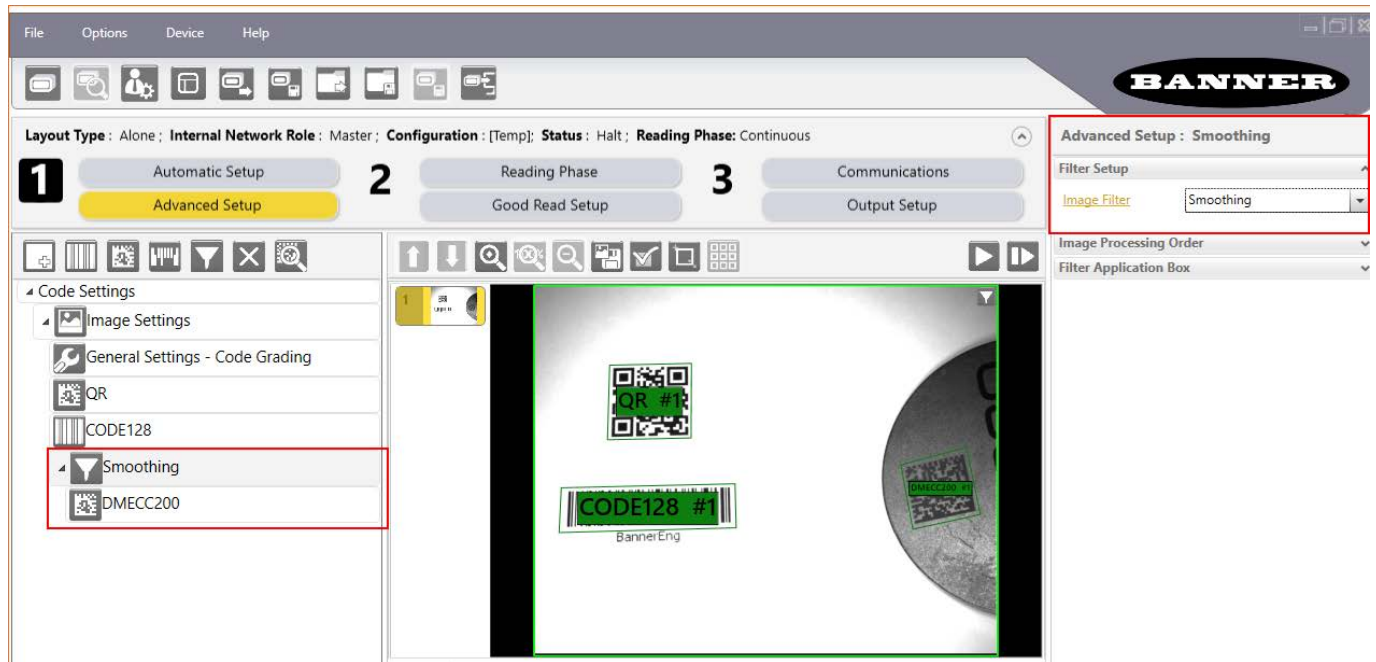 File Options Device Help
BANNER
Layout Type : Alone ; Internal Network Role : Master ; Configuration : [Temp]; Status : Halt ; Reading Phase: Continuous
1 Automatic Setup 2 Reading Phase 3 Communications
Advanced Setup Good Read Setup Output Setup
Advanced Setup : Smoothing
Filter Setup
Image Filter Smoothing
Image Processing Order
Filter Application Box
Code Settings
Image Settings
General Settings - Code Grading
QR
CODE128
Smoothing
DMECC200
1
QR #1
CODE128 #1
BannerEng
DMECC200 #1